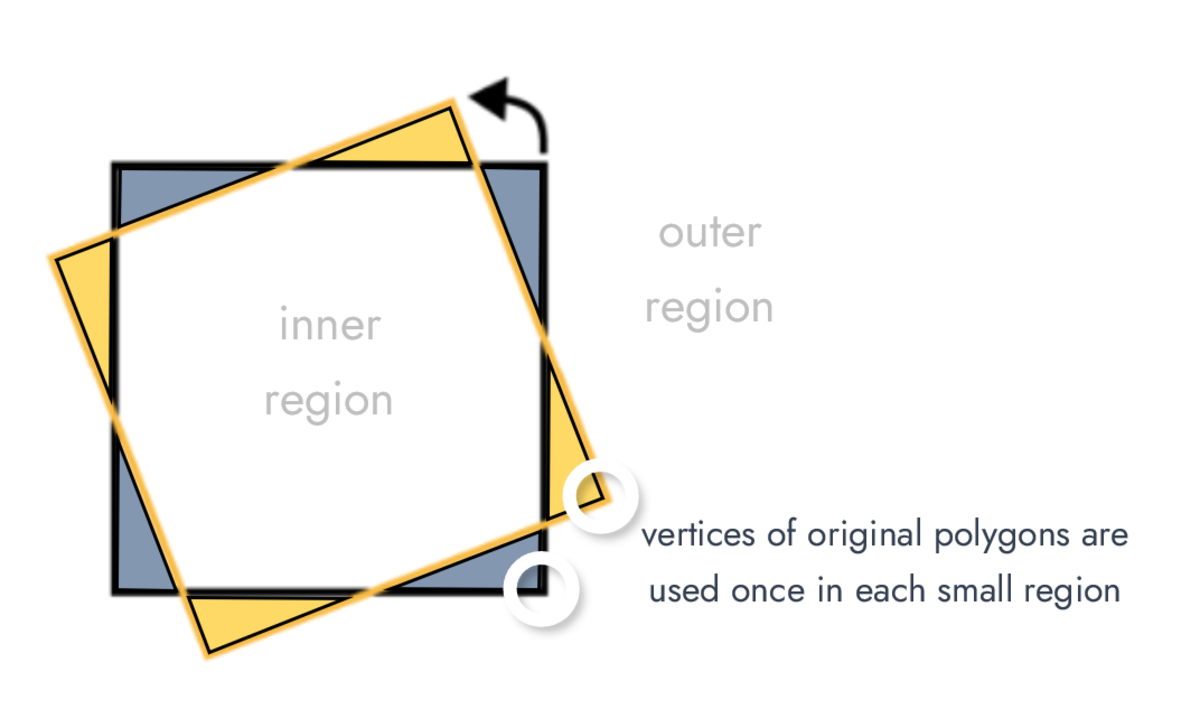 outer
region
inner
region
vertices of original polygons are
used once in each small region